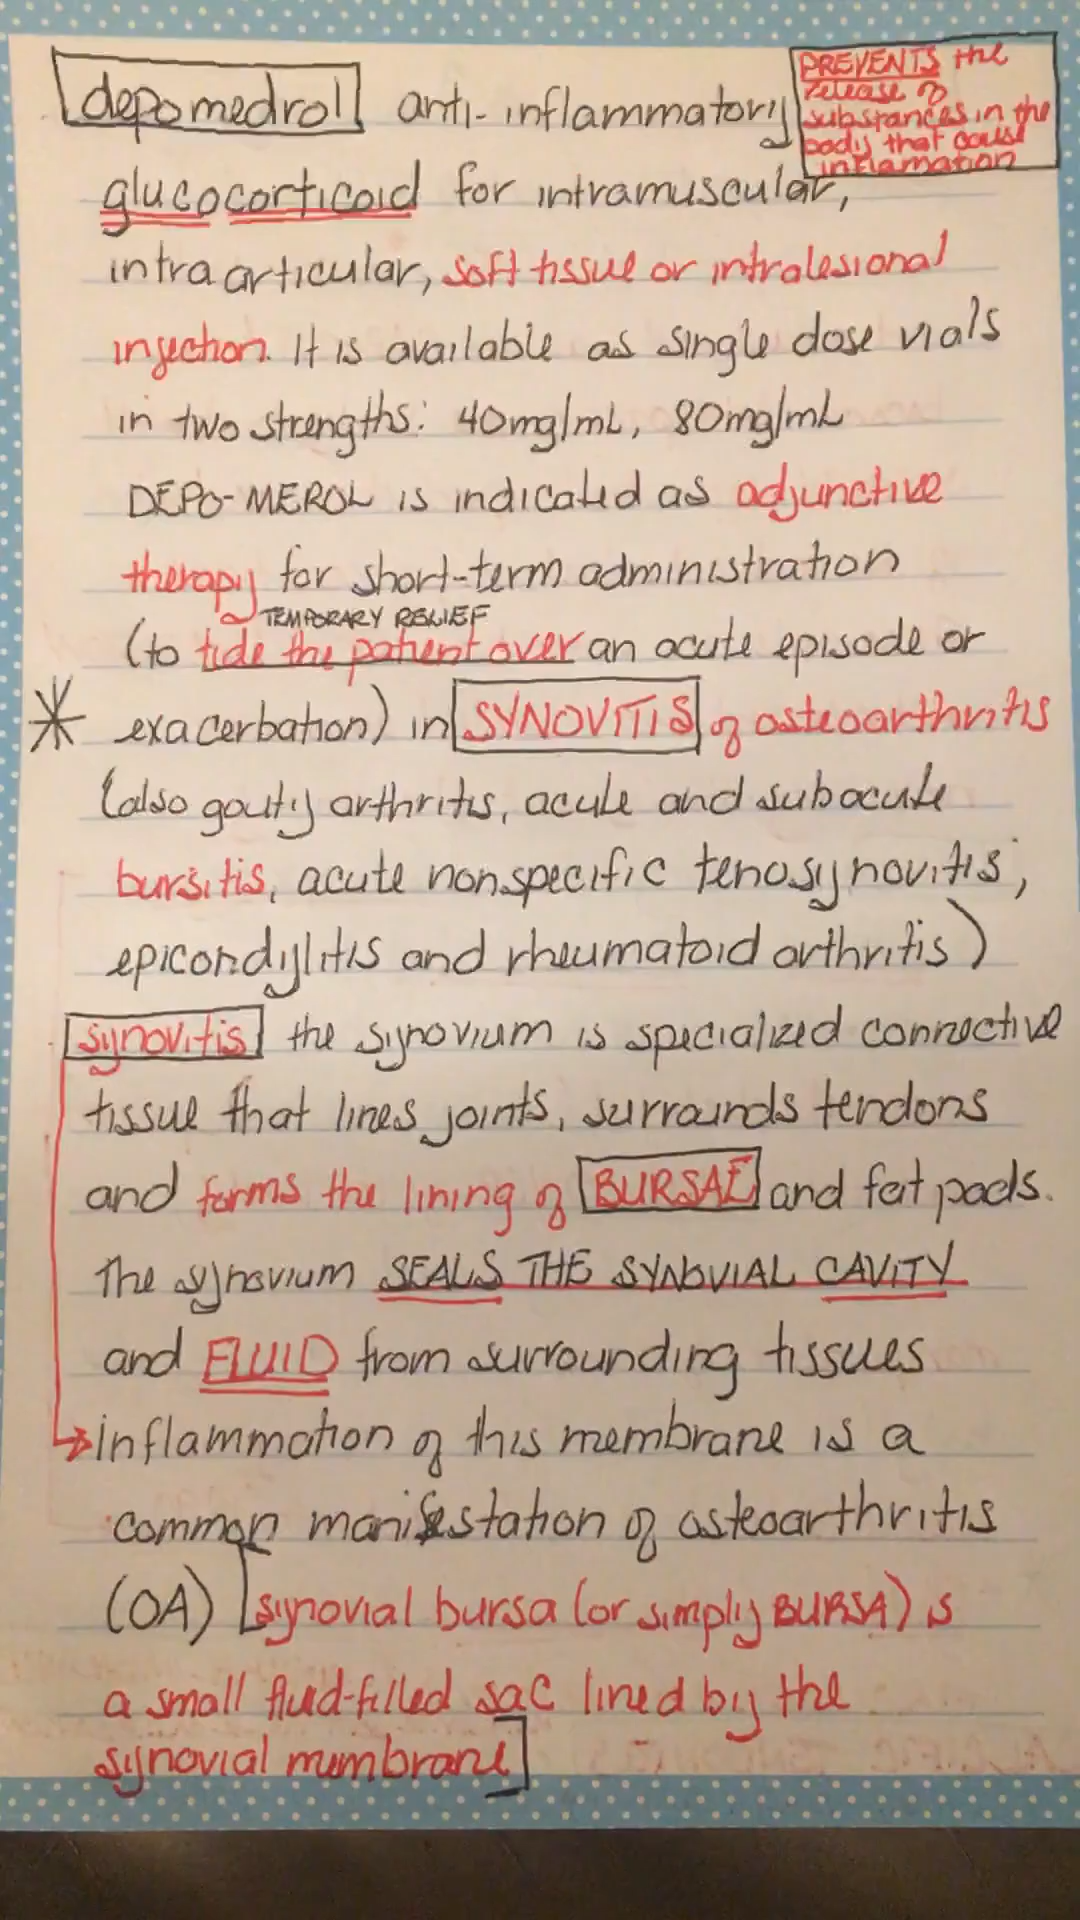 depomedrol anti-inflammatory
PREVENTS the
release of
substances in the
body that cause
inflamation
glucocorticoid for intramuscular,
intra articular, soft tissue or intralesional
injection. It is available as single dose vials
in two strengths: 40mg/mL, 80mg/mL
DEPO-MEROL is indicated as adjunctive
therapy for short-term administration
TEMPORARY RELIEF
(to tide the patient over an acute episode or
* exacerbation) in SYNOVITIS of osteoarthritis
(also gouty arthritis, acute and subacute
bursitis, acute nonspecific tenosynovitis,
epicondylitis and rheumatoid arthritis)
synovitis the synovium is specialized connective
tissue that lines joints, surrounds tendons
and forms the lining of BURSAE and fat pads.
The synovium SEALS THE SYNOVIAL CAVITY
and FLUID from surrounding tissues
→ inflammation of this membrane is a
common manifestation of osteoarthritis
(OA) [synovial bursa (or simply BURSA) is
a small fluid-filled sac lined by the
synovial membrane]